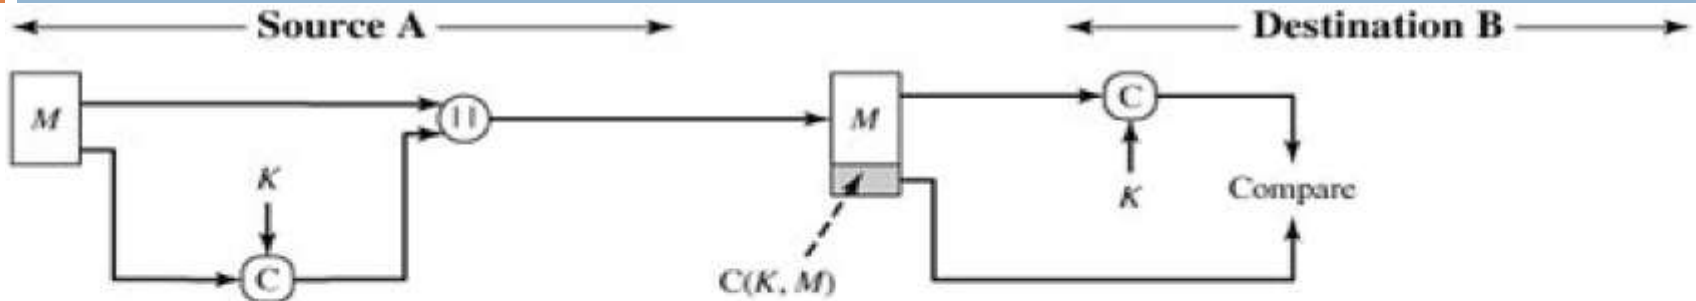 Source A
Destination B
M
||
M
C
K
K
Compare
C
C(K, M)